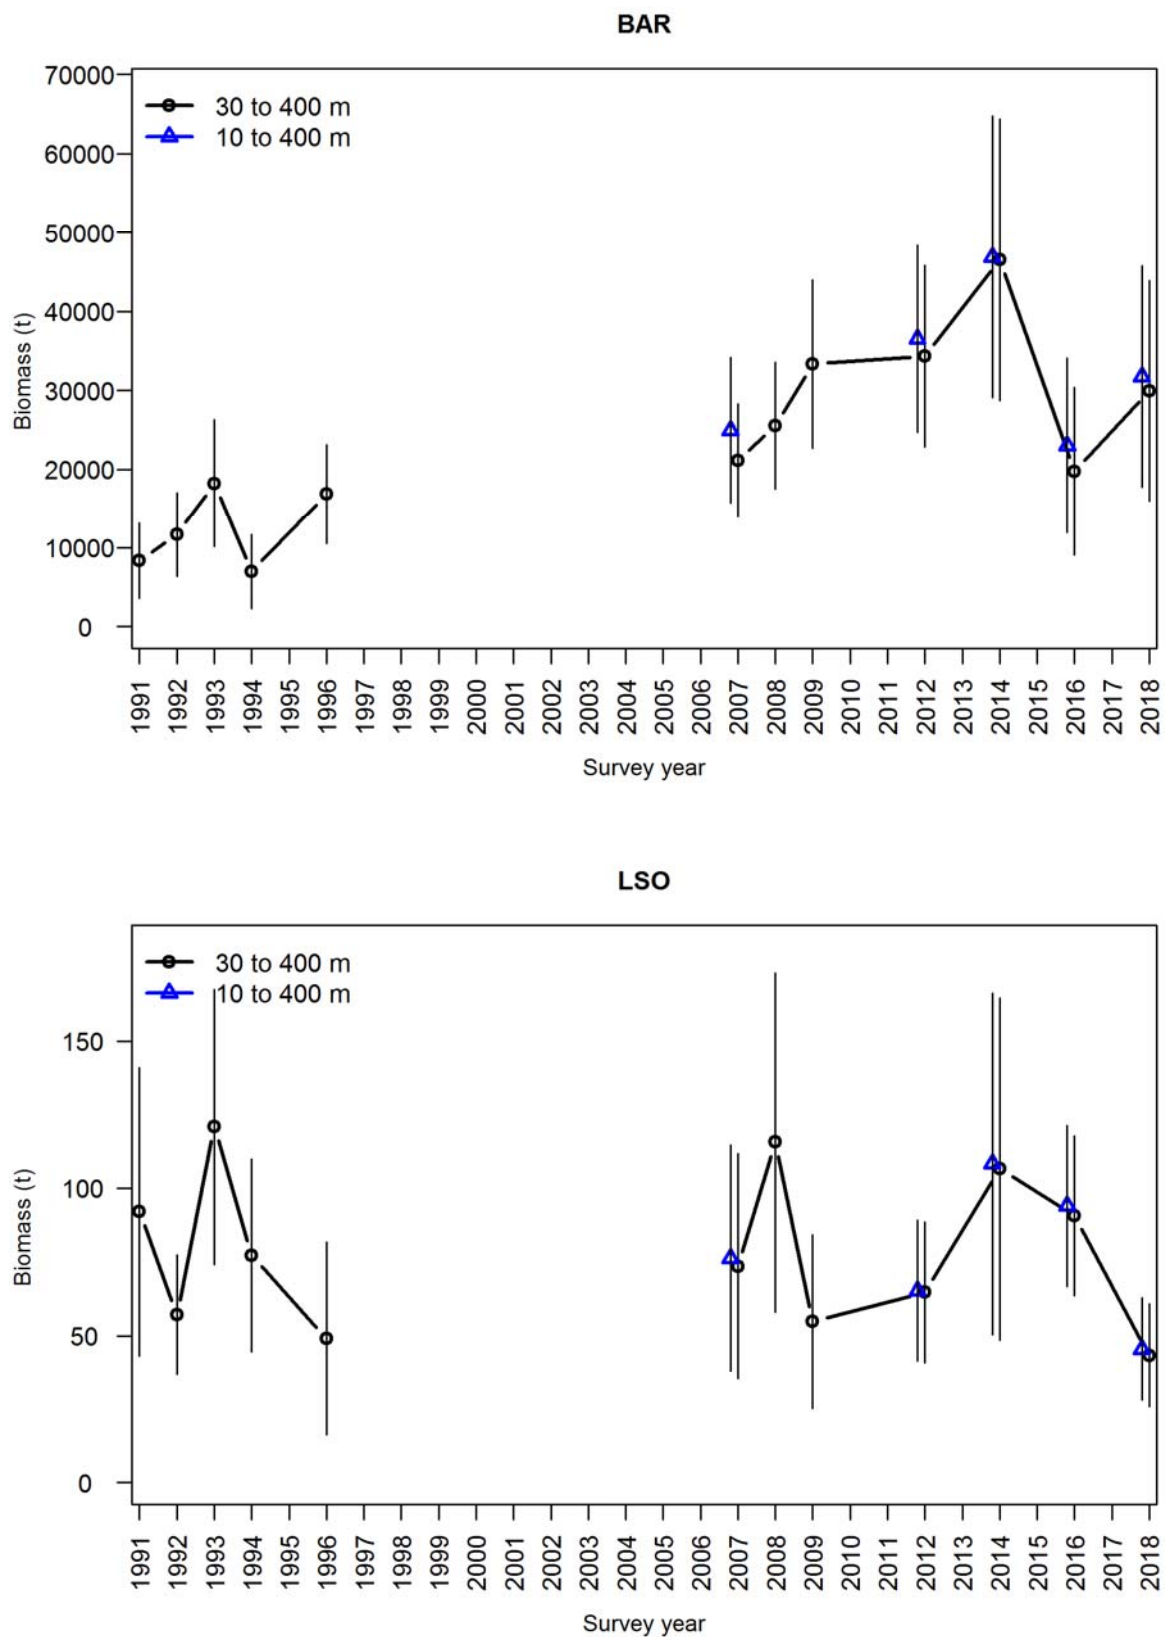 BAR
70000
60000
50000
40000
30000
20000
10000
0
Biomass (t)
30 to 400 m
10 to 400 m
1991 1992 1993 1994 1995 1996 1997 1998 1999 2000 2001 2002 2003 2004 2005 2006 2007 2008 2009 2010 2011 2012 2013 2014 2015 2016 2017 2018
Survey year
LSO
150
100
50
0
Biomass (t)
30 to 400 m
10 to 400 m
1991 1992 1993 1994 1995 1996 1997 1998 1999 2000 2001 2002 2003 2004 2005 2006 2007 2008 2009 2010 2011 2012 2013 2014 2015 2016 2017 2018
Survey year